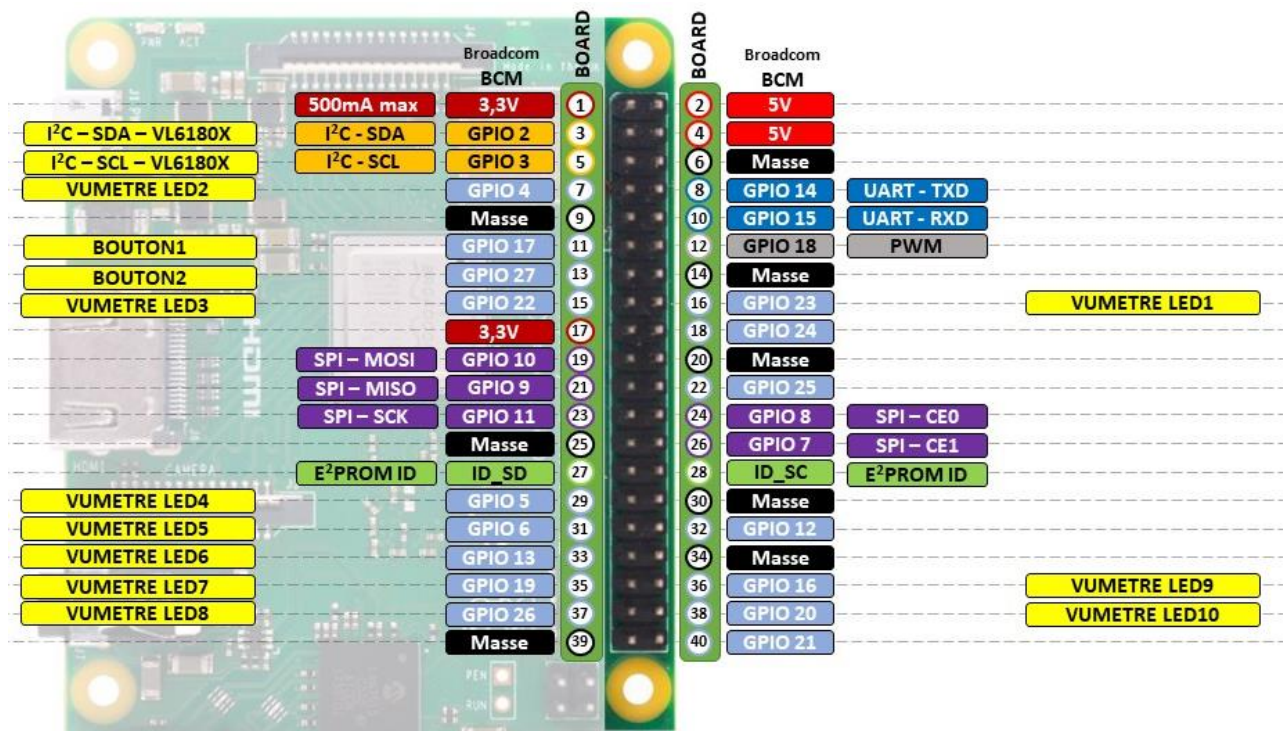 PWR ACT
Broadcom BCM BOARD BOARD Broadcom BCM
500mA max 3,3V 1 2 5V
I²C – SDA – VL6180X I²C - SDA GPIO 2 3 4 5V
I²C – SCL – VL6180X I²C - SCL GPIO 3 5 6 Masse
VUMETRE LED2 GPIO 4 7 8 GPIO 14 UART - TXD
Masse 9 10 GPIO 15 UART - RXD
BOUTON1 GPIO 17 11 12 GPIO 18 PWM
BOUTON2 GPIO 27 13 14 Masse
VUMETRE LED3 GPIO 22 15 16 GPIO 23 VUMETRE LED1
3,3V 17 18 GPIO 24
SPI – MOSI GPIO 10 19 20 Masse
SPI – MISO GPIO 9 21 22 GPIO 25
SPI – SCK GPIO 11 23 24 GPIO 8 SPI – CE0
Masse 25 26 GPIO 7 SPI – CE1
HDMI CAMERA
E²PROM ID ID_SD 27 28 ID_SC E²PROM ID
VUMETRE LED4 GPIO 5 29 30 Masse
VUMETRE LED5 GPIO 6 31 32 GPIO 12
VUMETRE LED6 GPIO 13 33 34 Masse
VUMETRE LED7 GPIO 19 35 36 GPIO 16 VUMETRE LED9
VUMETRE LED8 GPIO 26 37 38 GPIO 20 VUMETRE LED10
Masse 39 40 GPIO 21
PEN
RUN